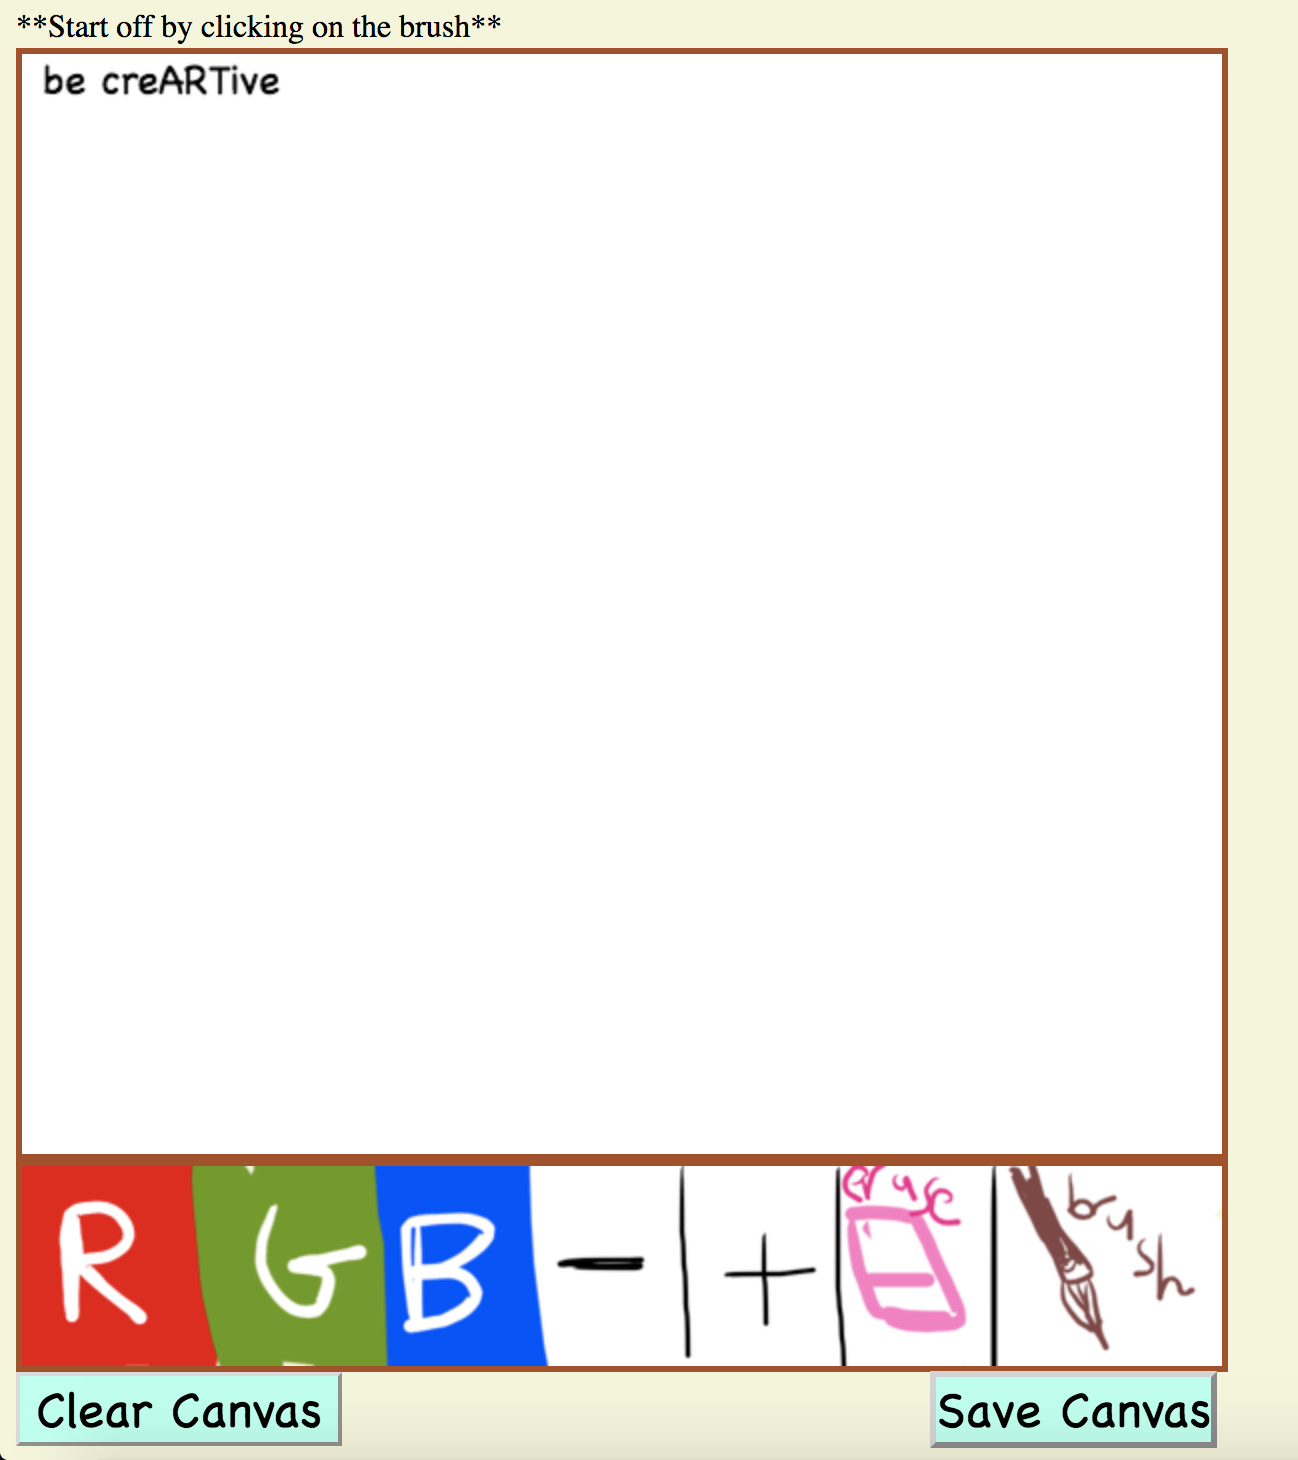 **Start off by clicking on the brush**
be creARTive
R G B - + erase brush
Clear Canvas Save Canvas